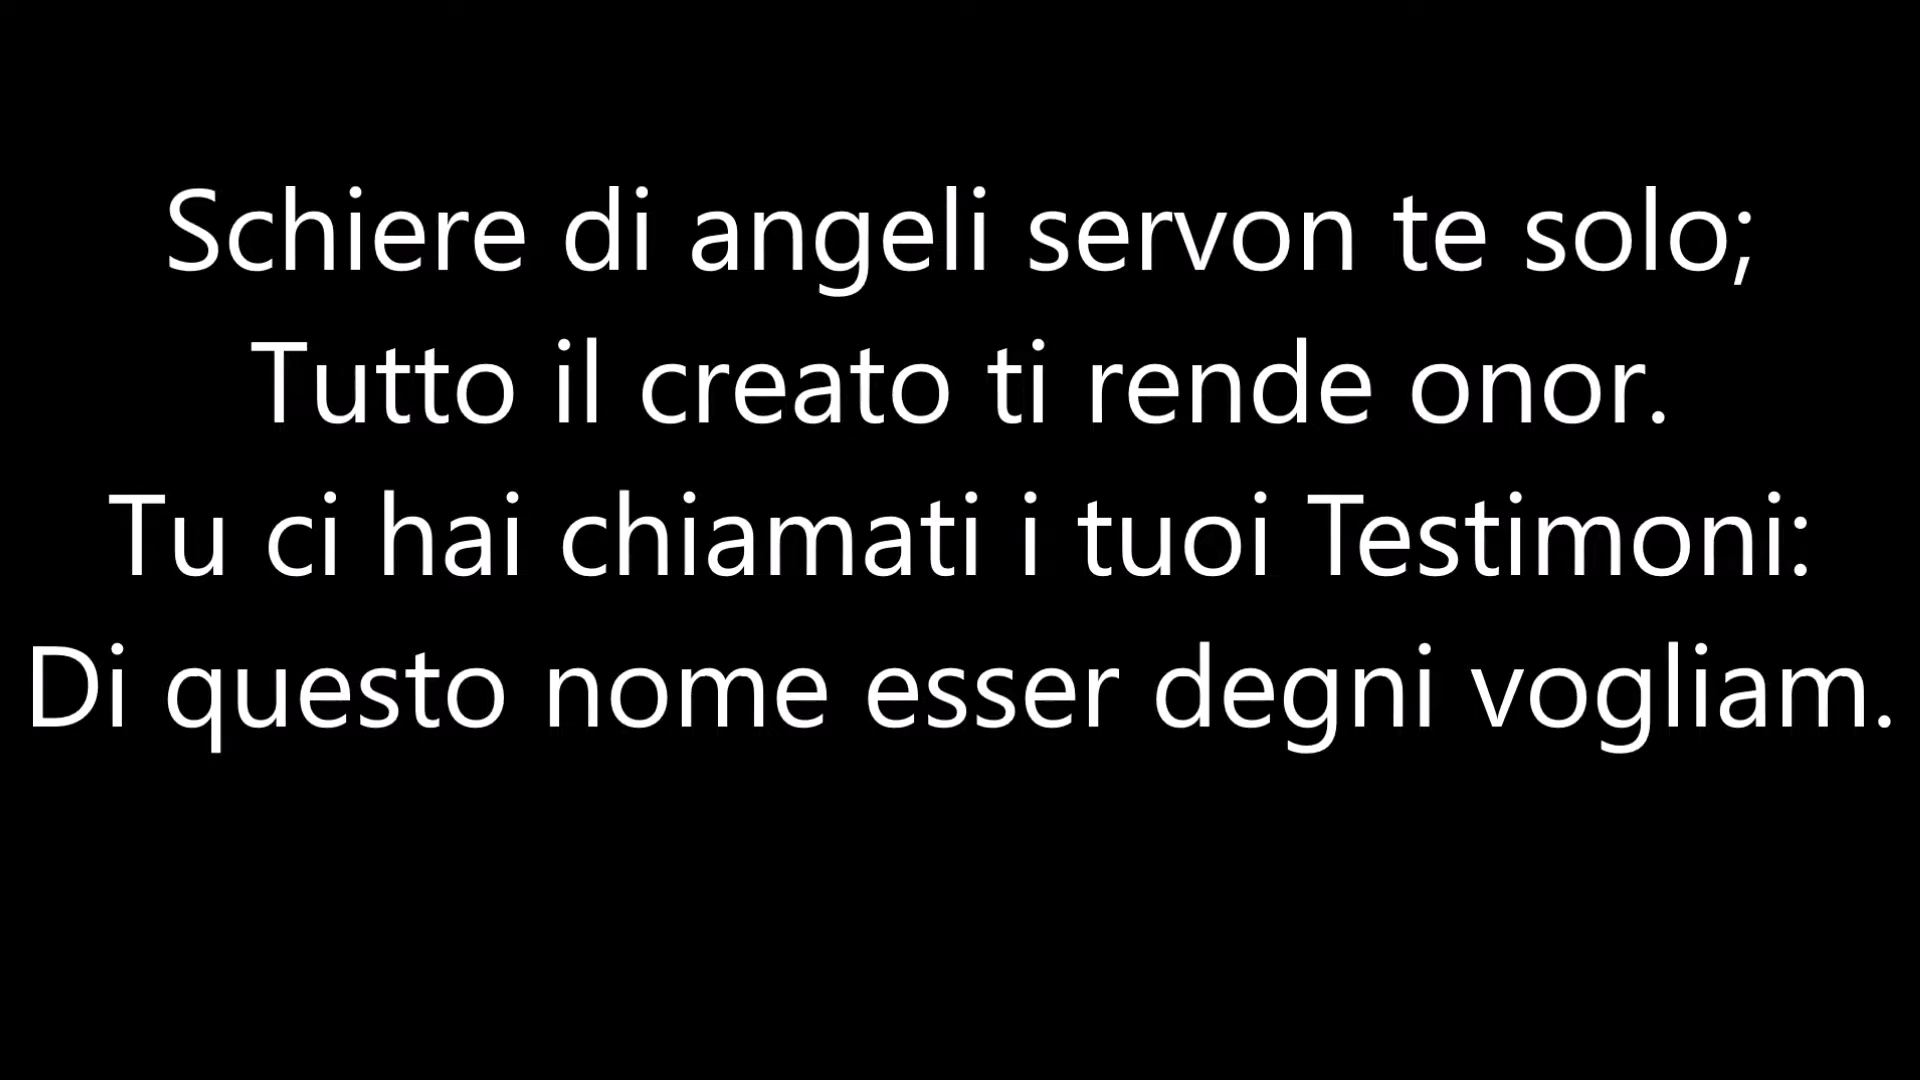 Schiere di angeli servon te solo;
Tutto il creato ti rende onor.
Tu ci hai chiamati i tuoi Testimoni:
Di questo nome esser degni vogliam.